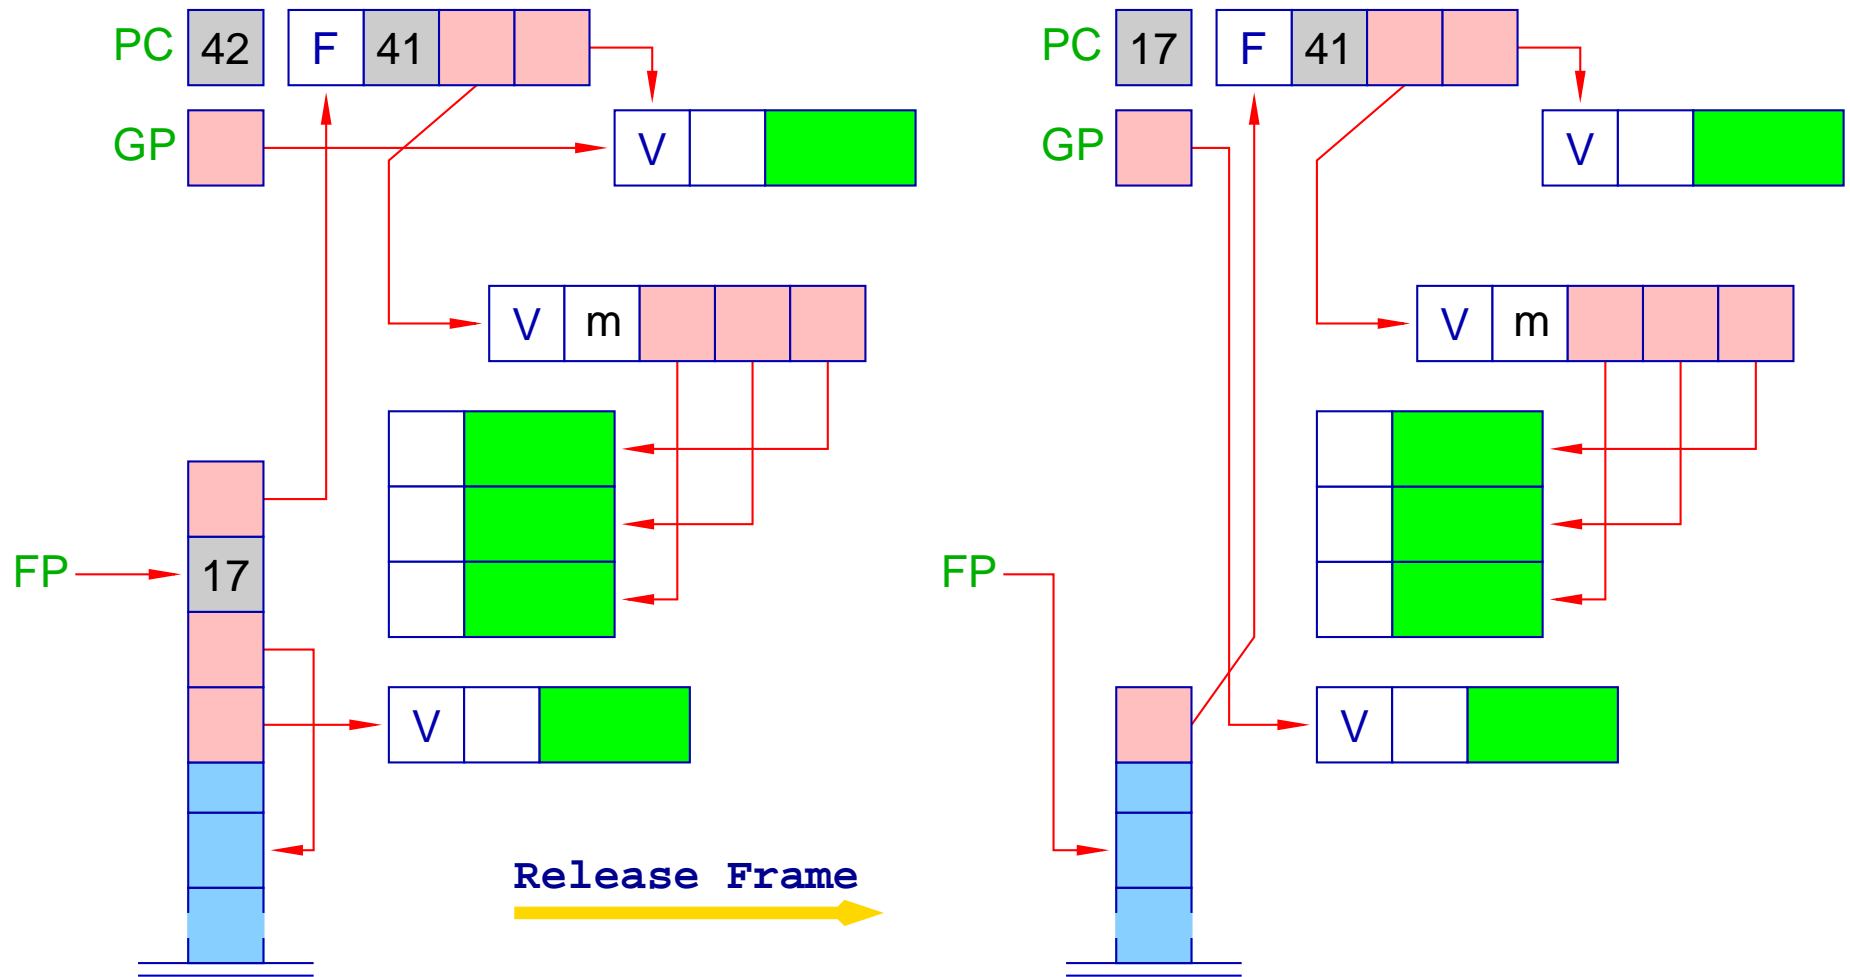 PC 42 F 41 PC 17 F 41
GP V GP V
V m V m
FP 17 FP
V V
Release Frame